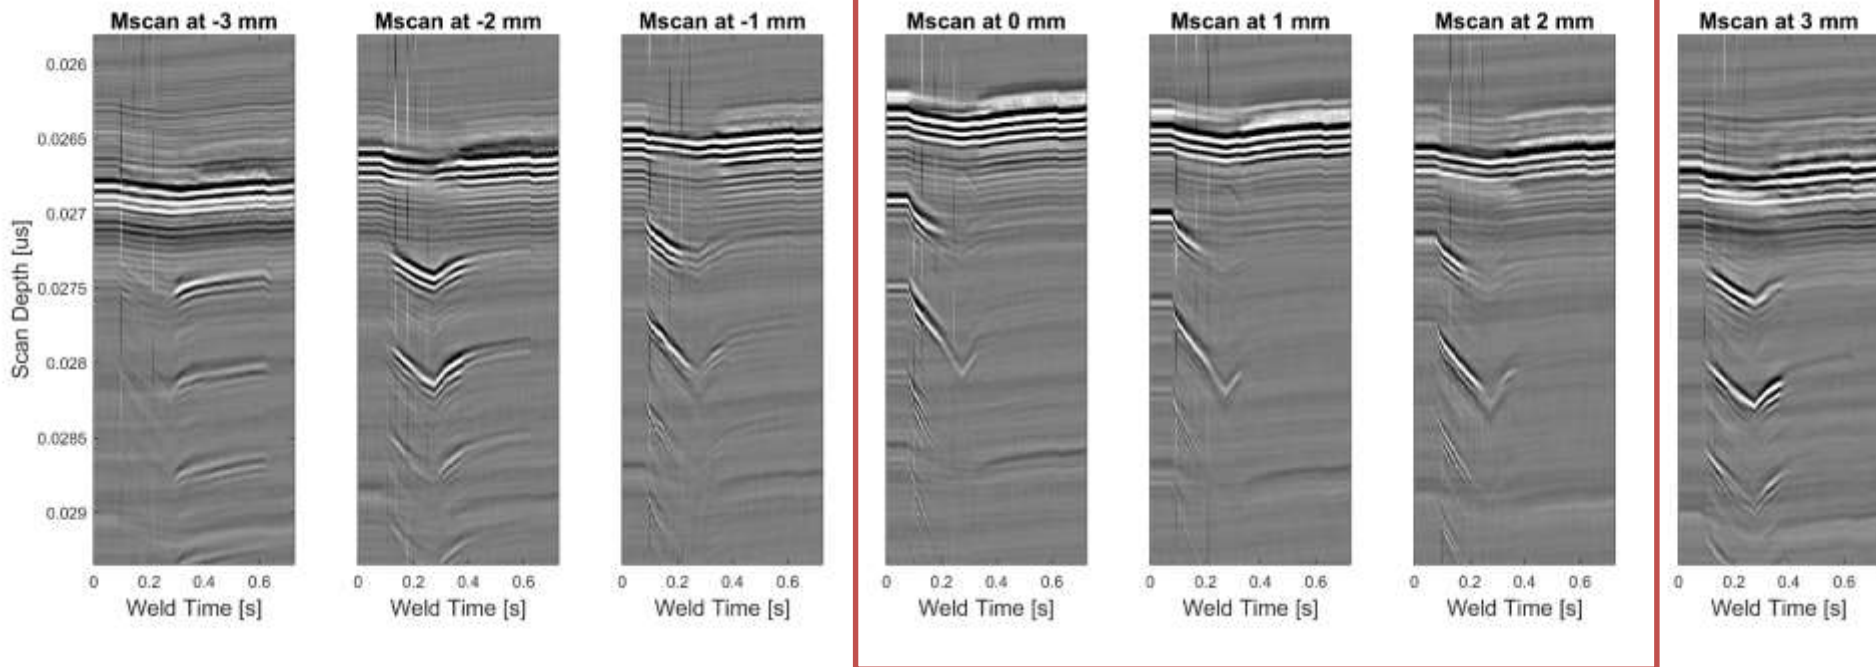 Mscan at -3 mm
Mscan at -2 mm
Mscan at -1 mm
Mscan at 0 mm
Mscan at 1 mm
Mscan at 2 mm
Mscan at 3 mm
Scan Depth [us]
0.026
0.0265
0.027
0.0275
0.028
0.0285
0.029
0 0.2 0.4 0.6
0 0.2 0.4 0.6
0 0.2 0.4 0.6
0 0.2 0.4 0.6
0 0.2 0.4 0.6
0 0.2 0.4 0.6
0 0.2 0.4 0.6
Weld Time [s]
Weld Time [s]
Weld Time [s]
Weld Time [s]
Weld Time [s]
Weld Time [s]
Weld Time [s]